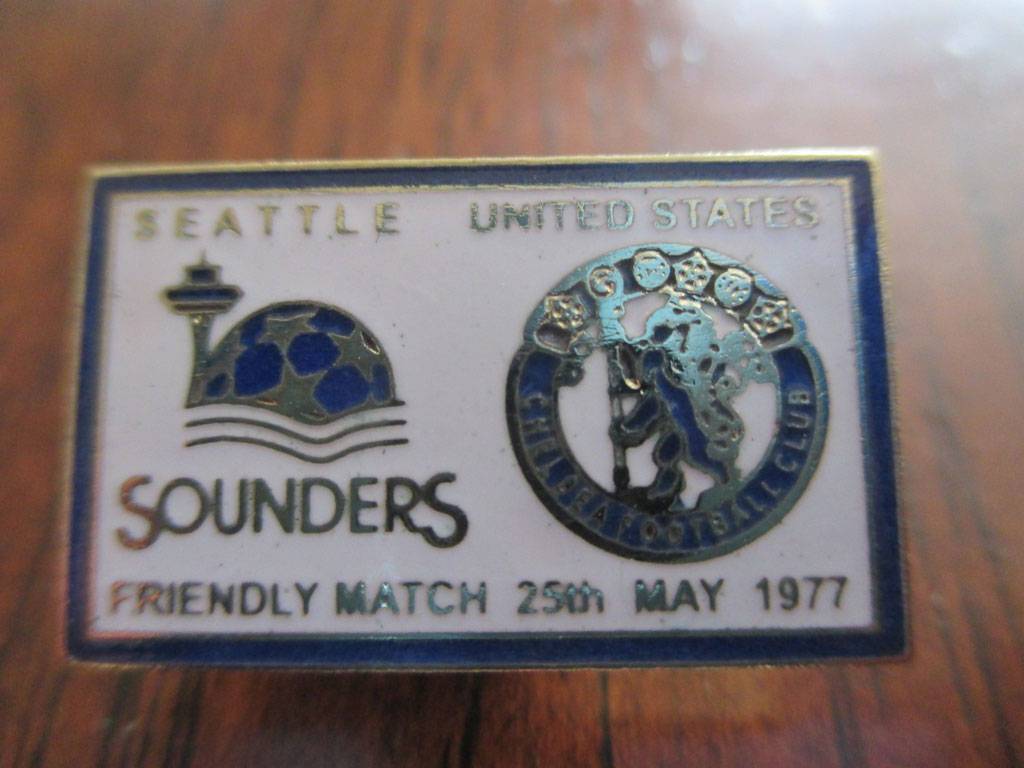 SEATTLE UNITED STATES
CHELSEA FOOTBALL CLUB
SOUNDERS
FRIENDLY MATCH 25th MAY 1977